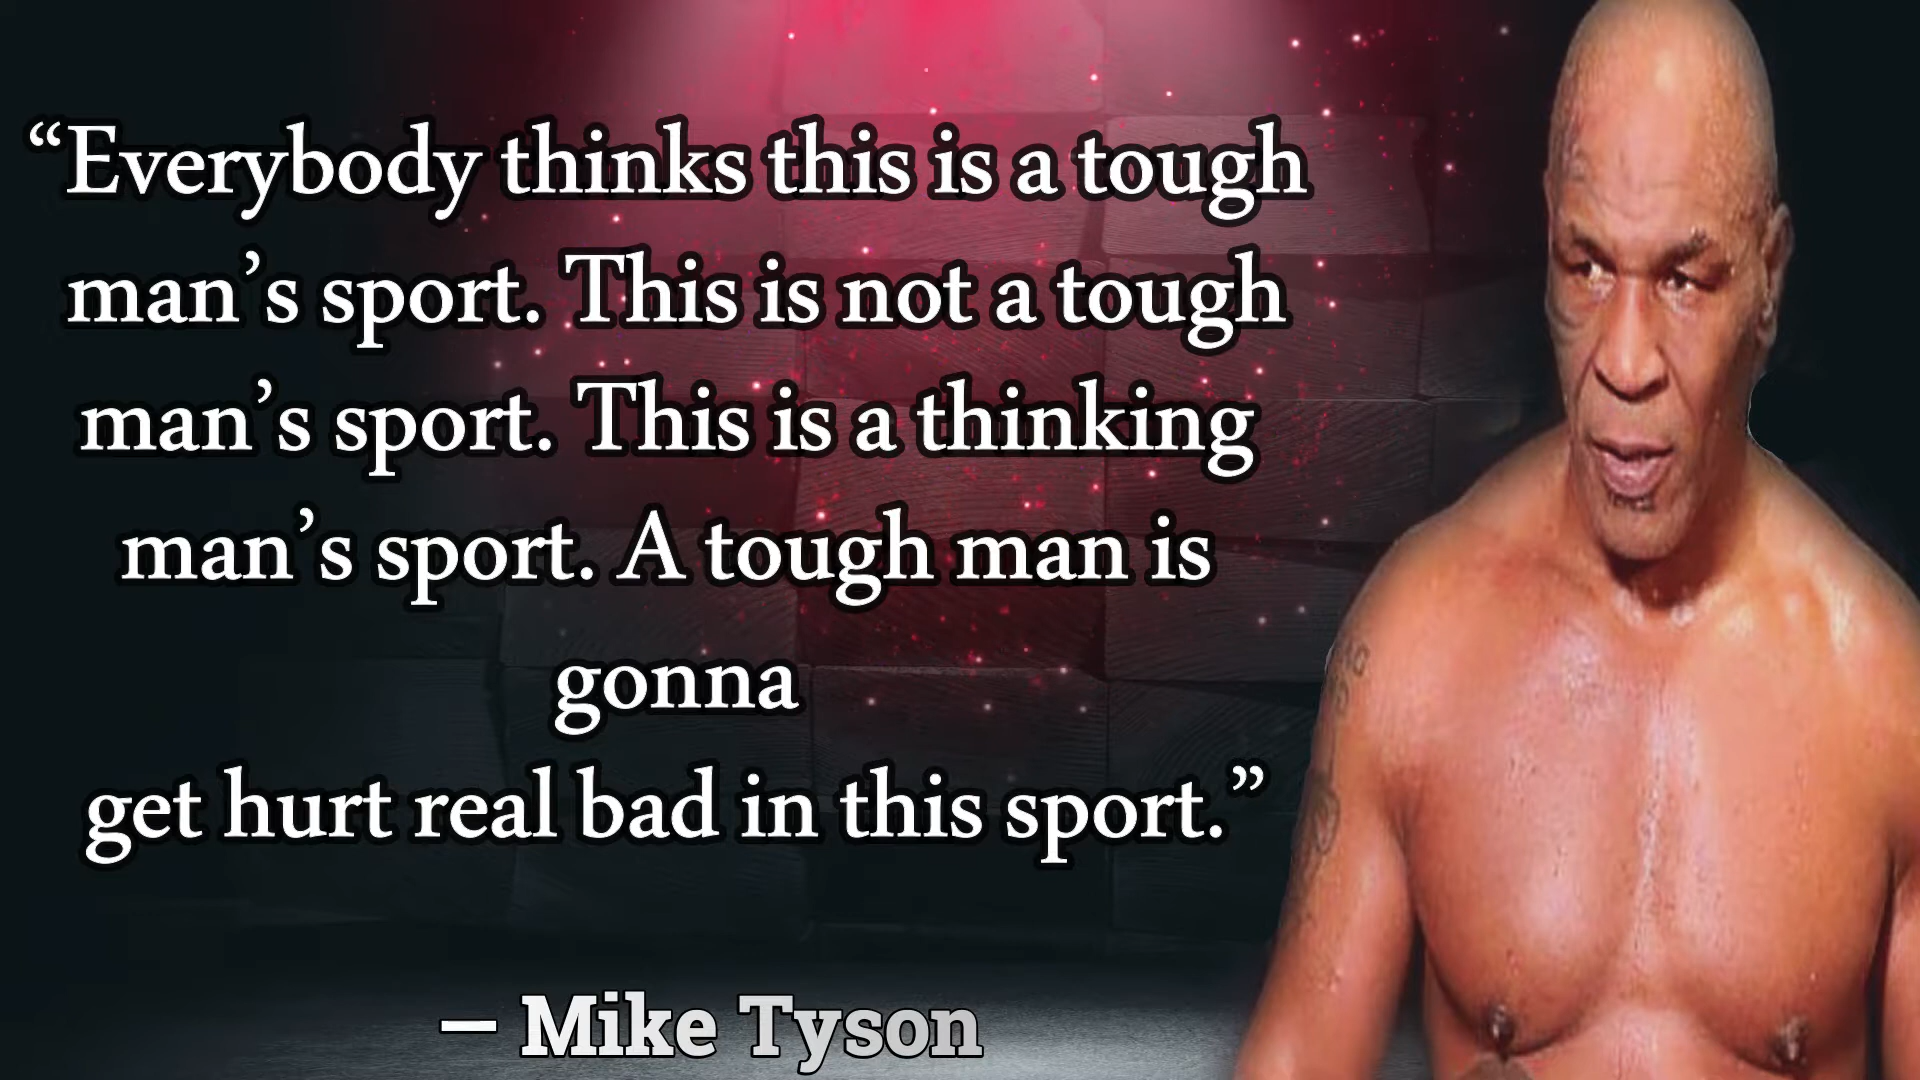 “Everybody thinks this is a tough
man’s sport. This is not a tough
man’s sport. This is a thinking
man’s sport. A tough man is
gonna
get hurt real bad in this sport.”
— Mike Tyson